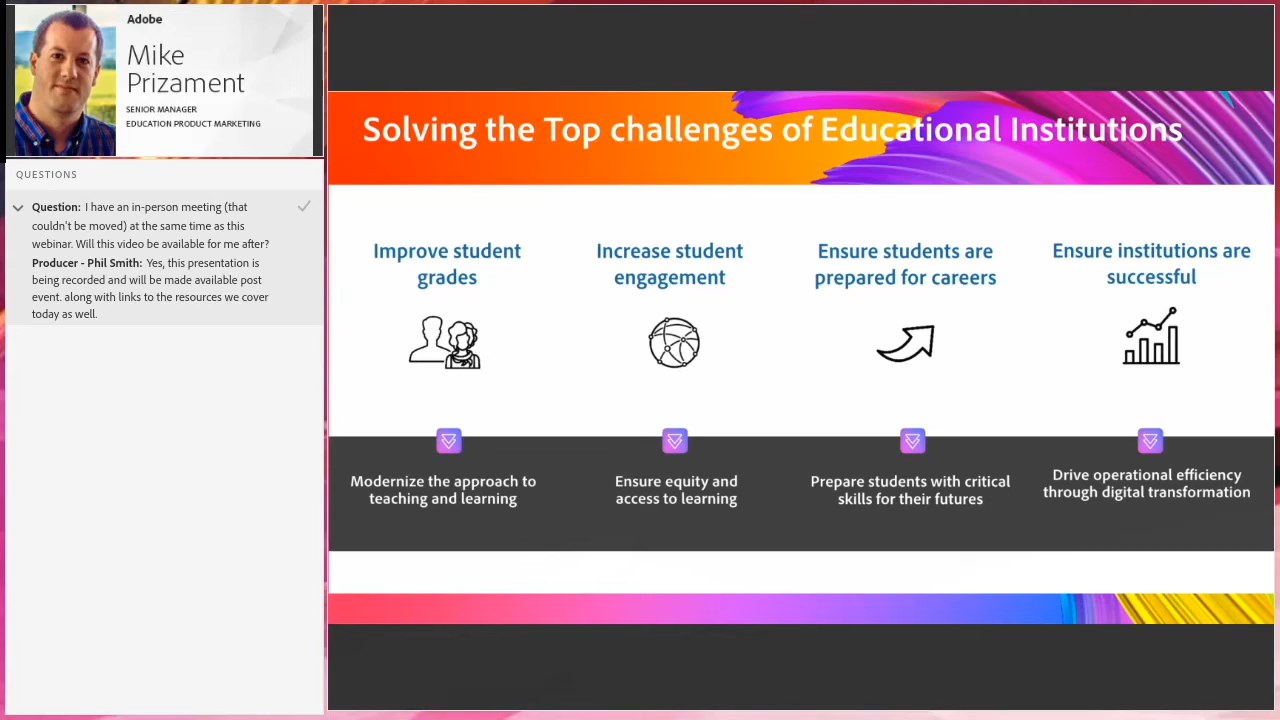 Adobe
Mike
Prizament
SENIOR MANAGER
EDUCATION PRODUCT MARKETING
QUESTIONS
Question: I have an in-person meeting (that
couldn't be moved) at the same time as this
webinar. Will this video be available for me after?
Producer - Phil Smith: Yes, this presentation is
being recorded and will be made available post
event. along with links to the resources we cover
today as well.
Solving the Top challenges of Educational Institutions
Improve student
grades
Increase student
engagement
Ensure students are
prepared for careers
Ensure institutions are
successful
Modernize the approach to
teaching and learning
Ensure equity and
access to learning
Prepare students with critical
skills for their futures
Drive operational efficiency
through digital transformation